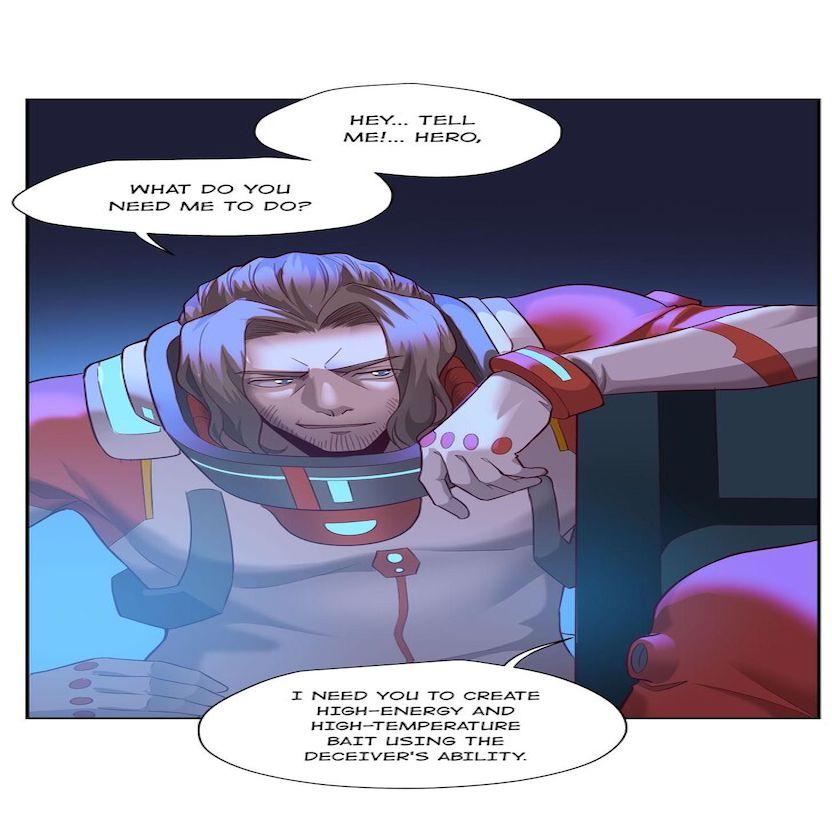 HEY... TELL
ME!... HERO,
WHAT DO YOU
NEED ME TO DO?
I NEED YOU TO CREATE
HIGH-ENERGY AND
HIGH-TEMPERATURE
BAIT USING THE
DECEIVER'S ABILITY.